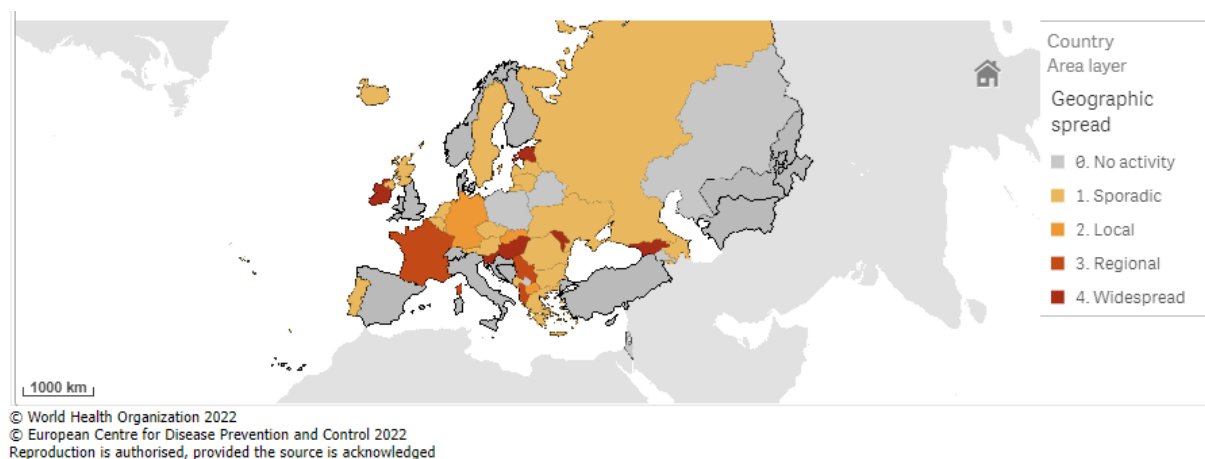 Country
Area layer
Geographic
spread
0. No activity
1. Sporadic
2. Local
3. Regional
4. Widespread
1000 km
© World Health Organization 2022
© European Centre for Disease Prevention and Control 2022
Reproduction is authorised, provided the source is acknowledged